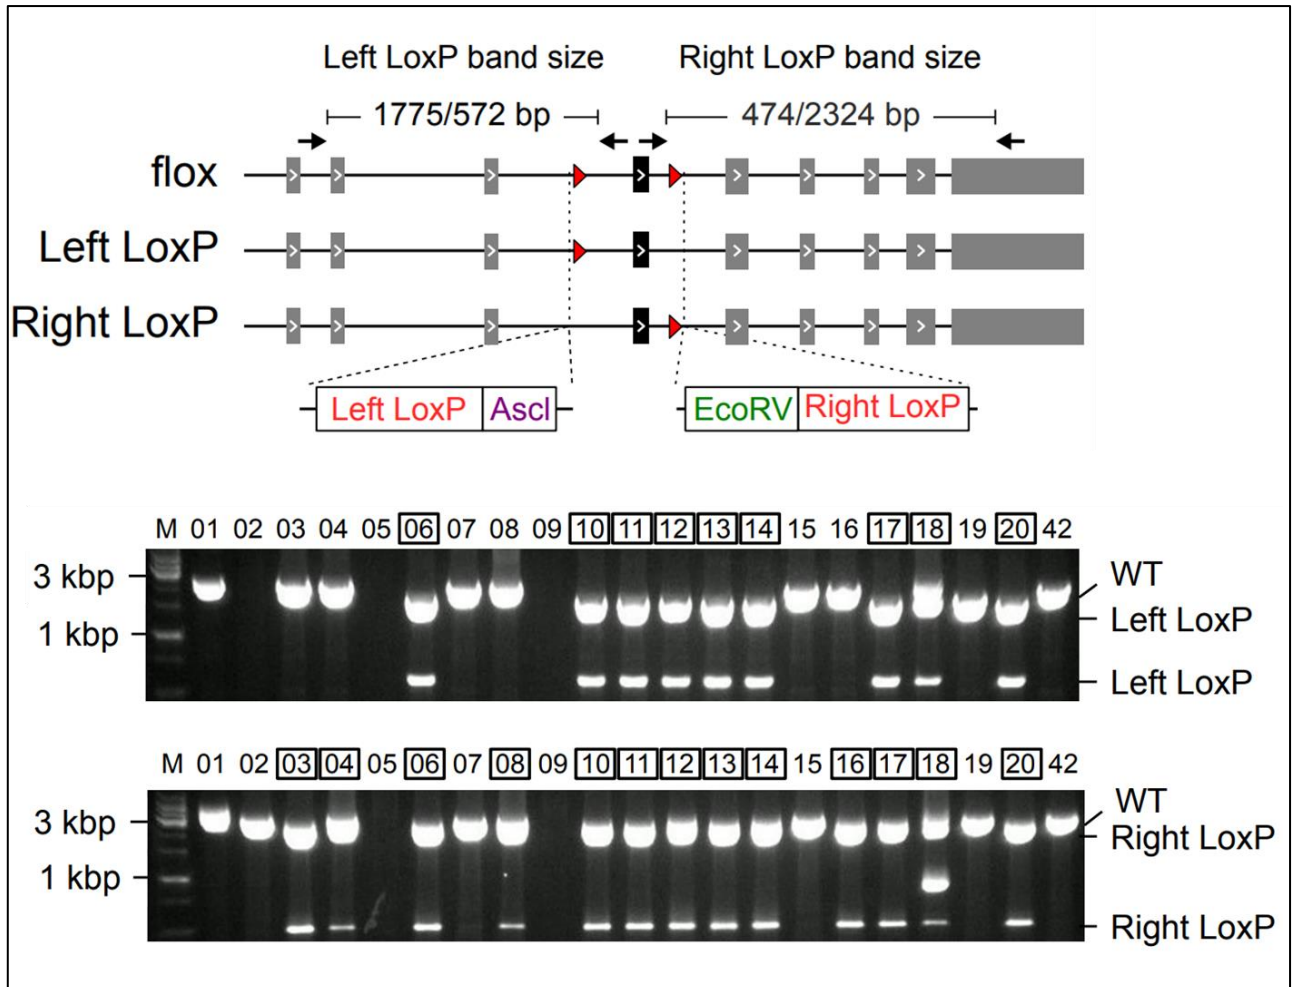 Left LoxP band size Right LoxP band size
1775/572 bp 474/2324 bp
flox
Left LoxP
Right LoxP
Left LoxP AscI EcoRV Right LoxP
M 01 02 03 04 05 06 07 08 09 10 11 12 13 14 15 16 17 18 19 20 42
3 kbp WT
1 kbp Left LoxP
Left LoxP
M 01 02 03 04 05 06 07 08 09 10 11 12 13 14 15 16 17 18 19 20 42
3 kbp WT
Right LoxP
1 kbp
Right LoxP